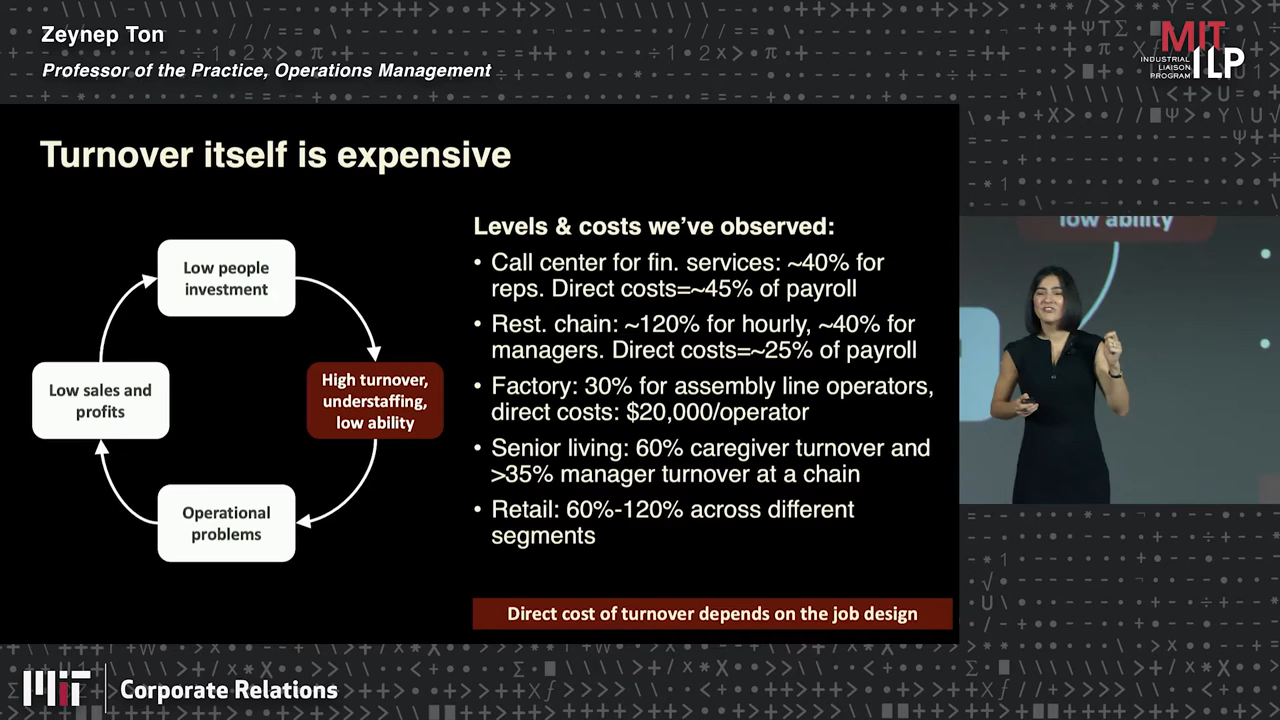 Zeynep Ton
Professor of the Practice, Operations Management
MIT
INDUSTRIAL
LIAISON
PROGRAM
ILP
Turnover itself is expensive
Low people
investment
High turnover,
understaffing,
low ability
Operational
problems
Low sales and
profits
Levels & costs we've observed:
• Call center for fin. services: ~40% for
reps. Direct costs=~45% of payroll
• Rest. chain: ~120% for hourly, ~40% for
managers. Direct costs=~25% of payroll
• Factory: 30% for assembly line operators,
direct costs: $20,000/operator
• Senior living: 60% caregiver turnover and
>35% manager turnover at a chain
• Retail: 60%-120% across different
segments
Direct cost of turnover depends on the job design
low ability
MIT
Corporate Relations